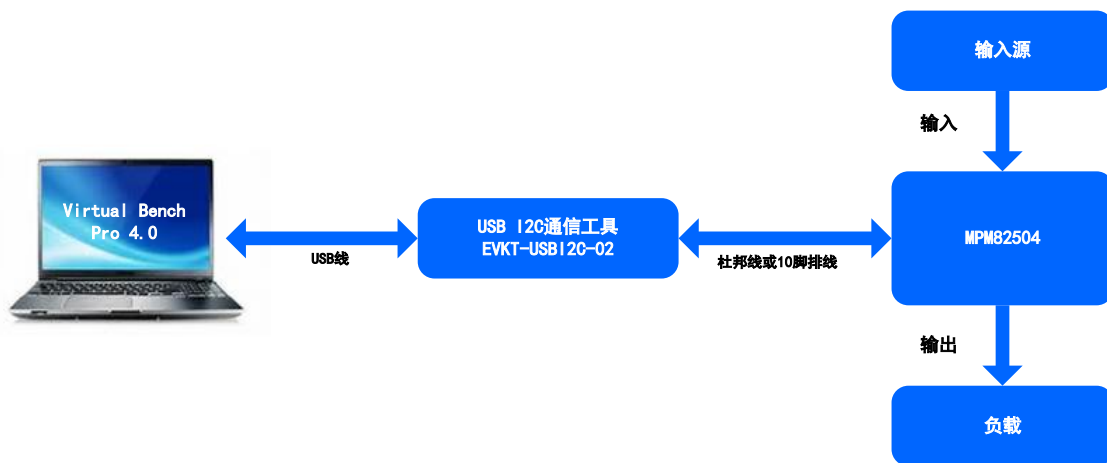 输入源
输入
Virtual Bench
Pro 4.0
USB线
USB I2C通信工具
EVKT-USBI2C-02
杜邦线或10脚排线
MPM82504
输出
负载